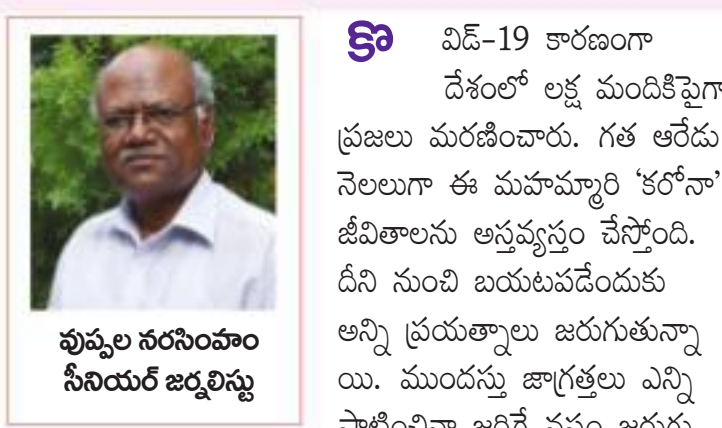 వుప్పల నరసింహం
సీనియర్ జర్నలిస్టు
కొవిడ్-19 కారణంగా
దేశంలో లక్ష మందికిపైగా
ప్రజలు మరణించారు. గత ఆరేడు
నెలలుగా ఈ మహమ్మారి ‘కరోనా’
జీవితాలను అస్తవ్యస్తం చేస్తోంది.
దీని నుంచి బయటపడేందుకు
అన్ని ప్రయత్నాలు జరుగుతున్నా
యి. ముందస్తు జాగ్రత్తలు ఎన్ని